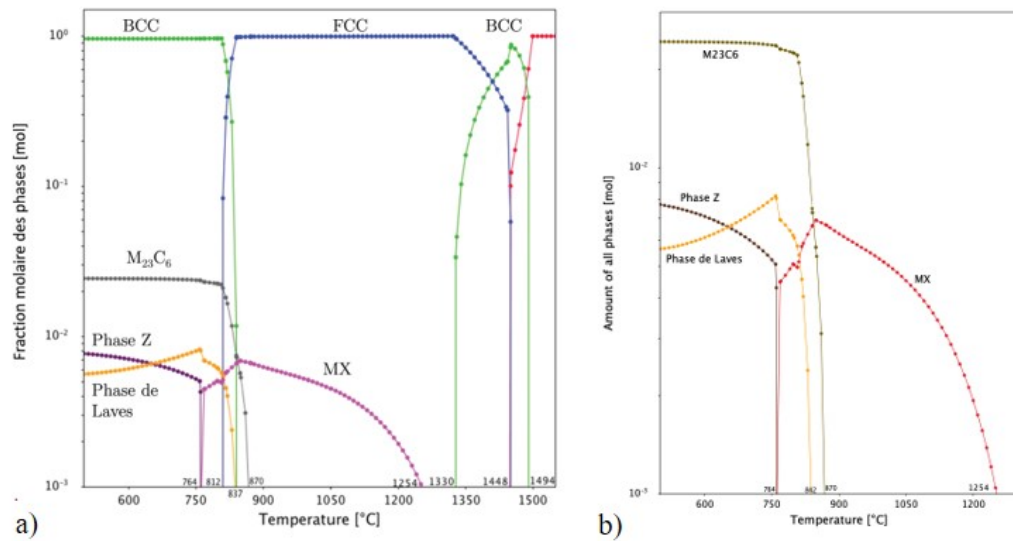 BCC
FCC
BCC
10⁰
10⁻¹
10⁻²
10⁻³
Fraction molaire des phases [mol]
M₂₃C₆
Phase Z
Phase de
Laves
MX
764
812
837
870
1254
1330
1448
1494
600
750
900
1050
1200
1350
1500
Temperature [°C]
a)
Amount of all phases [mol]
10⁻²
10⁻³
M23C6
Phase Z
Phase de Laves
MX
764
842
870
1254
600
750
900
1050
1200
Temperature [°C]
b)